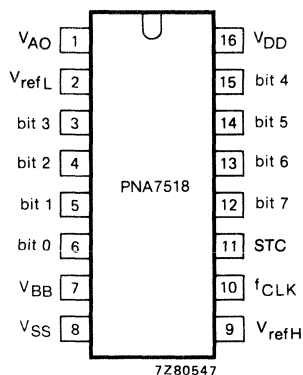 V_AO 1 16 V_DD
V_refL 2 15 bit 4
bit 3 3 14 bit 5
bit 2 4 13 bit 6
PNA7518
bit 1 5 12 bit 7
bit 0 6 11 STC
V_BB 7 10 f_CLK
V_SS 8 9 V_refH
7Z80547